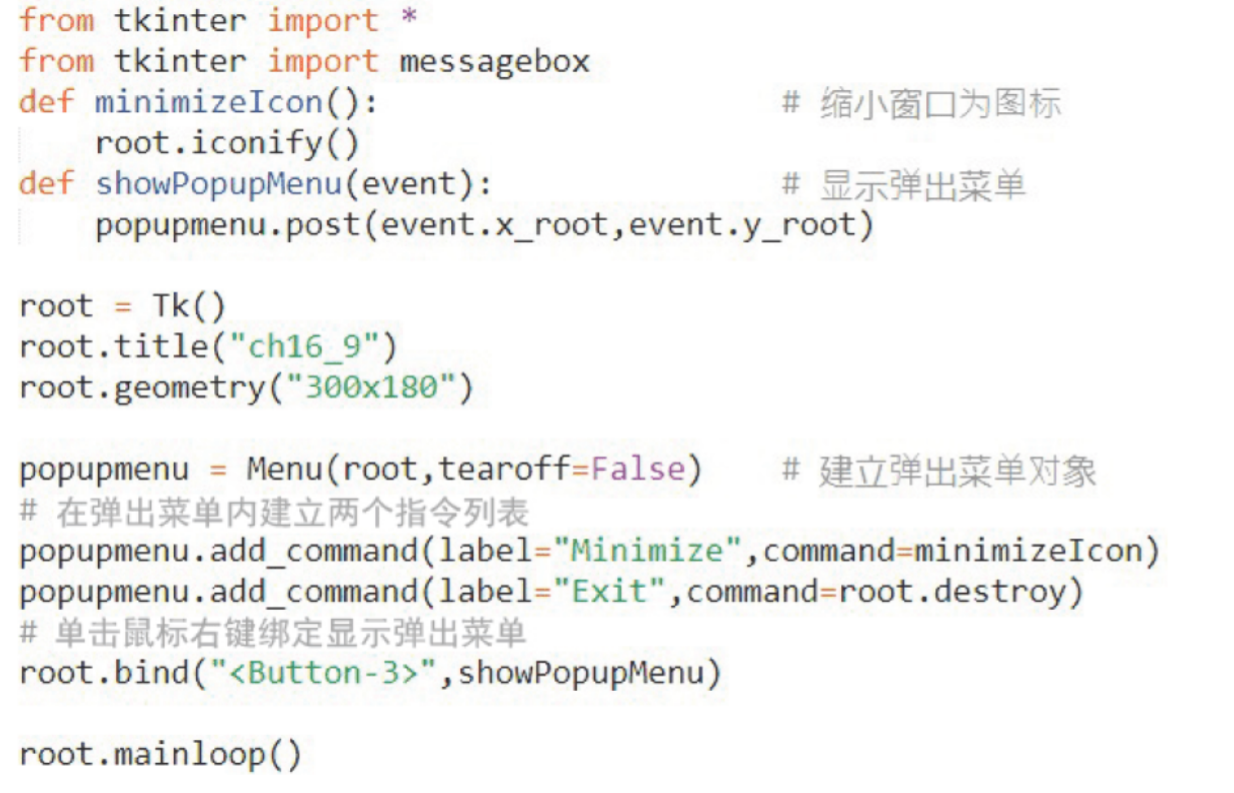 from tkinter import *
from tkinter import messagebox
def minimizeIcon():                     # 缩小窗口为图标
    root.iconify()
def showPopupMenu(event):               # 显示弹出菜单
    popupmenu.post(event.x_root,event.y_root)

root = Tk()
root.title("ch16_9")
root.geometry("300x180")

popupmenu = Menu(root,tearoff=False)    # 建立弹出菜单对象
# 在弹出菜单内建立两个指令列表
popupmenu.add_command(label="Minimize",command=minimizeIcon)
popupmenu.add_command(label="Exit",command=root.destroy)
# 单击鼠标右键绑定显示弹出菜单
root.bind("<Button-3>",showPopupMenu)

root.mainloop()